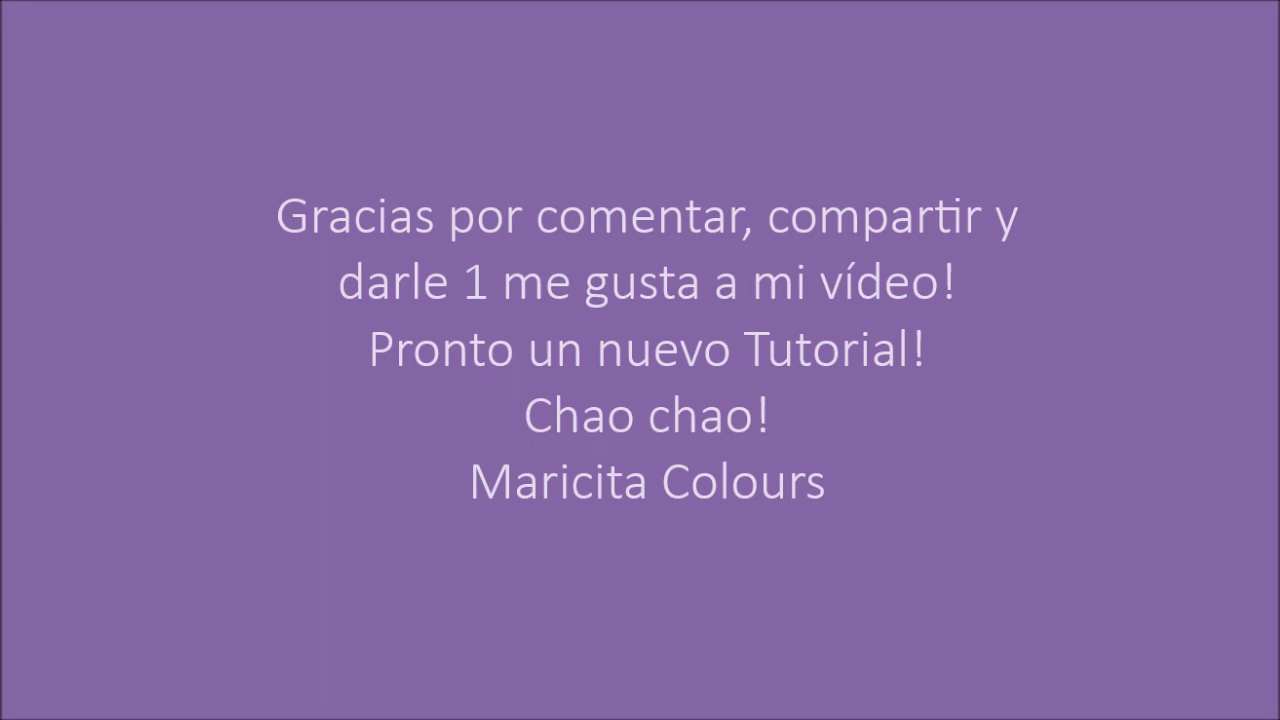 Gracias por comentar, compartir y
darle 1 me gusta a mi vídeo!
Pronto un nuevo Tutorial!
Chao chao!
Maricita Colours